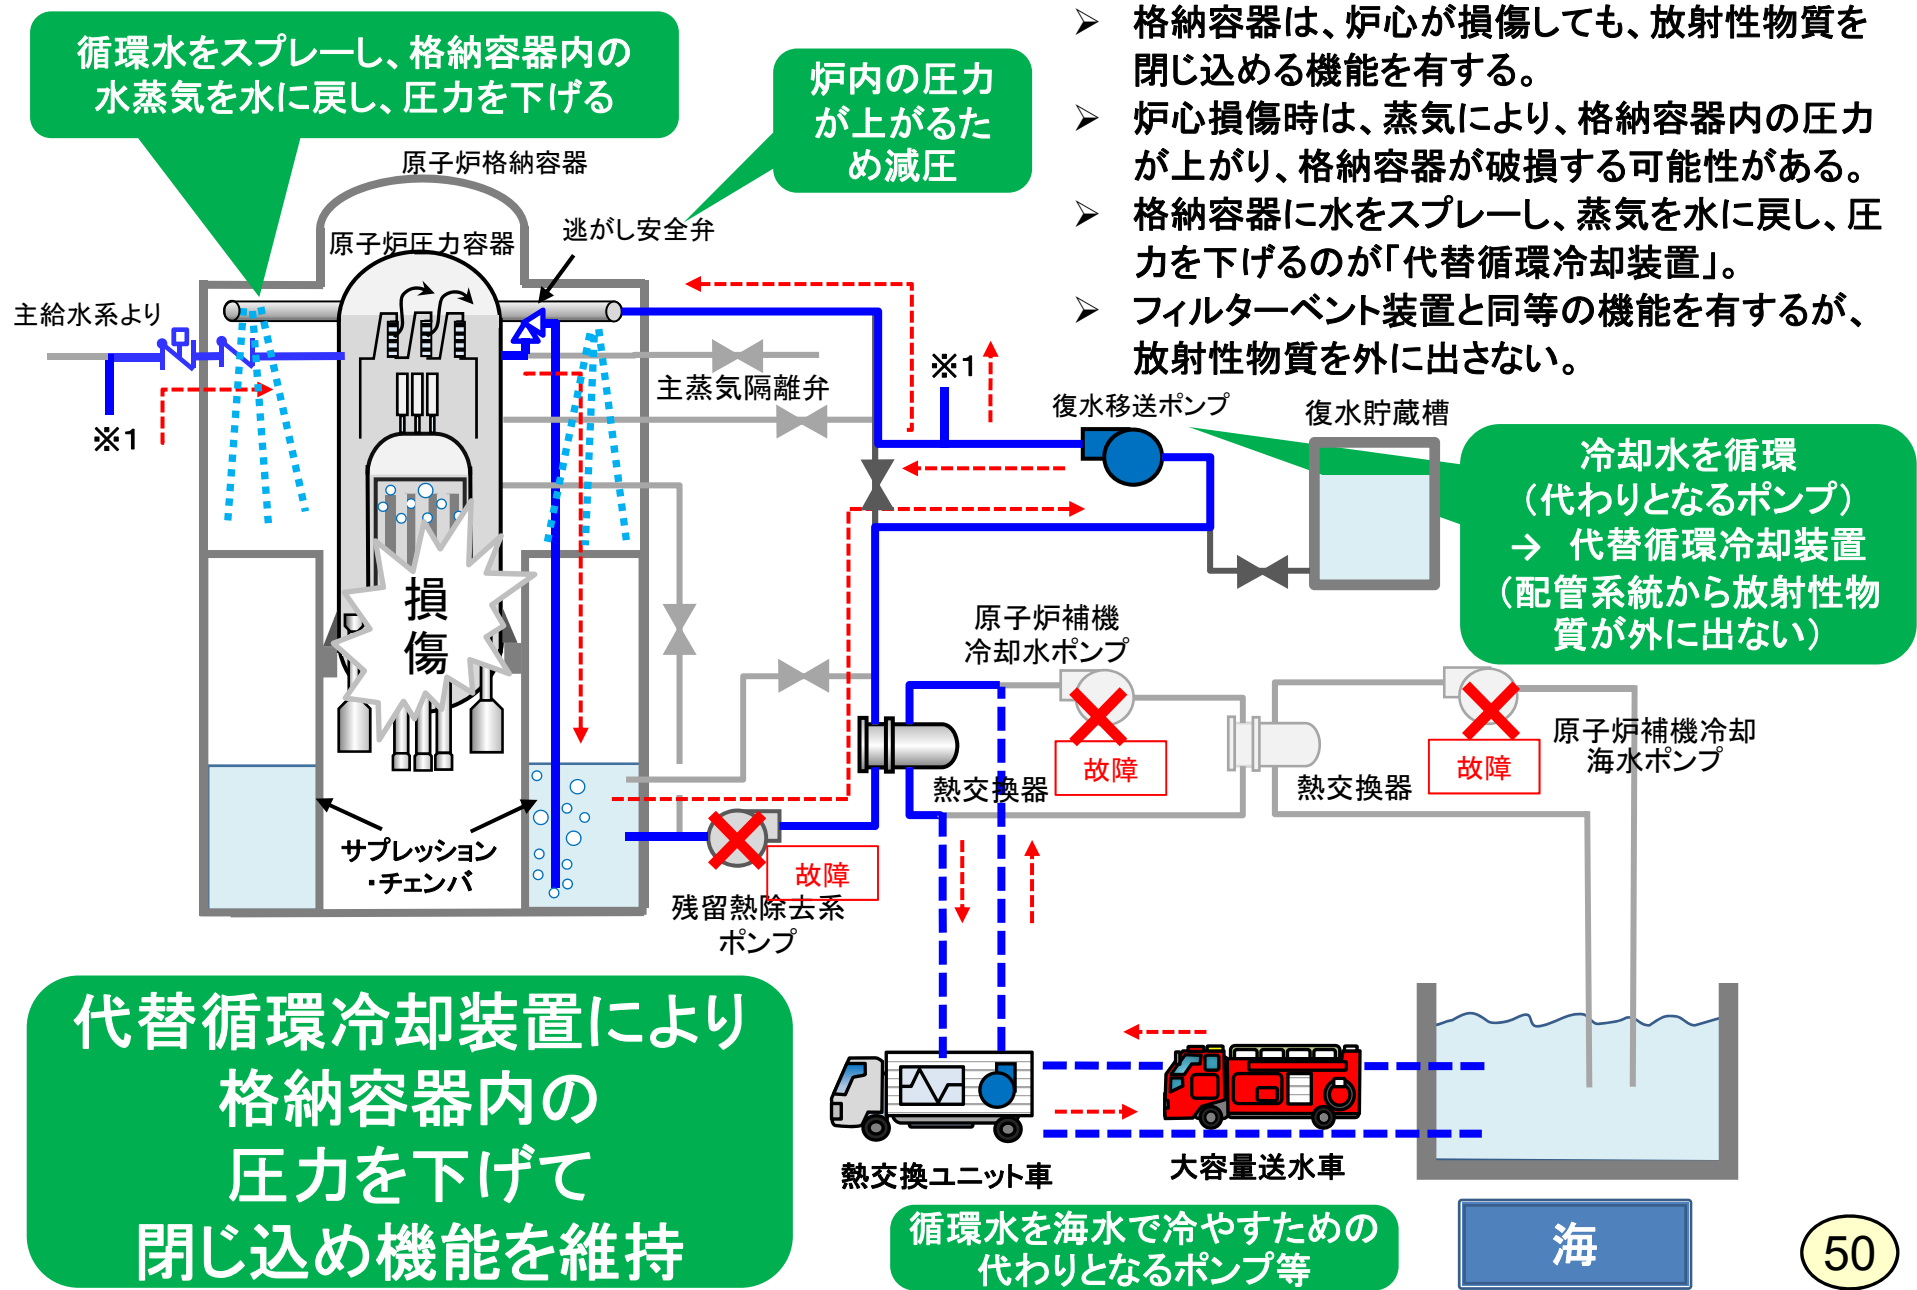 循環水をスプレーし、格納容器内の
水蒸気を水に戻し、圧力を下げる
炉内の圧力
が上がるた
め減圧
➢ 格納容器は、炉心が損傷しても、放射性物質を
閉じ込める機能を有する。
➢ 炉心損傷時は、蒸気により、格納容器内の圧力
が上がり、格納容器が破損する可能性がある。
➢ 格納容器に水をスプレーし、蒸気を水に戻し、圧
力を下げるのが「代替循環冷却装置」。
➢ フィルターベント装置と同等の機能を有するが、
放射性物質を外に出さない。
原子炉格納容器
原子炉圧力容器
逃がし安全弁
主給水系より
※1
主蒸気隔離弁
※1
復水移送ポンプ
復水貯蔵槽
冷却水を循環
（代わりとなるポンプ）
→ 代替循環冷却装置
（配管系統から放射性物
質が外に出ない）
損
傷
原子炉補機
冷却水ポンプ
故障
熱交換器
熱交換器
故障
原子炉補機冷却
海水ポンプ
サプレッション
・チェンバ
故障
残留熱除去系
ポンプ
代替循環冷却装置により
格納容器内の
圧力を下げて
閉じ込め機能を維持
熱交換ユニット車
大容量送水車
循環水を海水で冷やすための
代わりとなるポンプ等
海
50